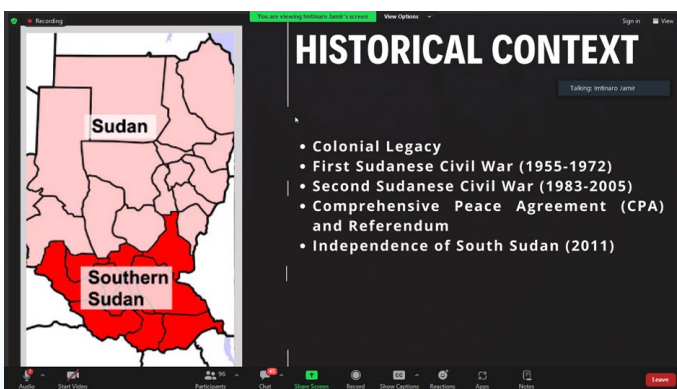 Recording
You are viewing Imtinaro Jamir's screen
View Options
Sign in
View
HISTORICAL CONTEXT
Talking: Imtinaro Jamir
Sudan
Southern
Sudan
• Colonial Legacy
• First Sudanese Civil War (1955-1972)
• Second Sudanese Civil War (1983-2005)
• Comprehensive Peace Agreement (CPA)
and Referendum
• Independence of South Sudan (2011)
Audio
Start Video
96
Participants
45
Chat
Share Screen
Record
CC
Show Captions
Reactions
Apps
Notes
Leave